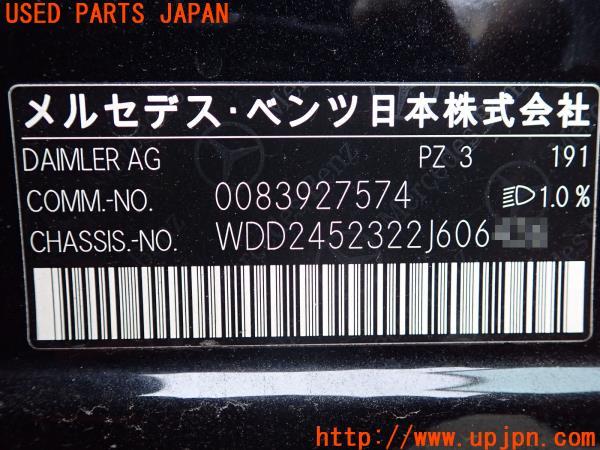 USED PARTS JAPAN
メルセデス・ベンツ日本株式会社
DAIMLER AG PZ 3 191
COMM.-NO. 0083927574 1.0%
CHASSIS.-NO. WDD2452322J606
http://www.upjpn.com